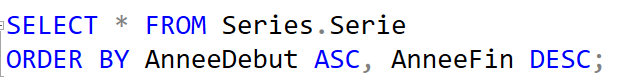 SELECT * FROM Series.Serie
ORDER BY AnneeDebut ASC, AnneeFin DESC;